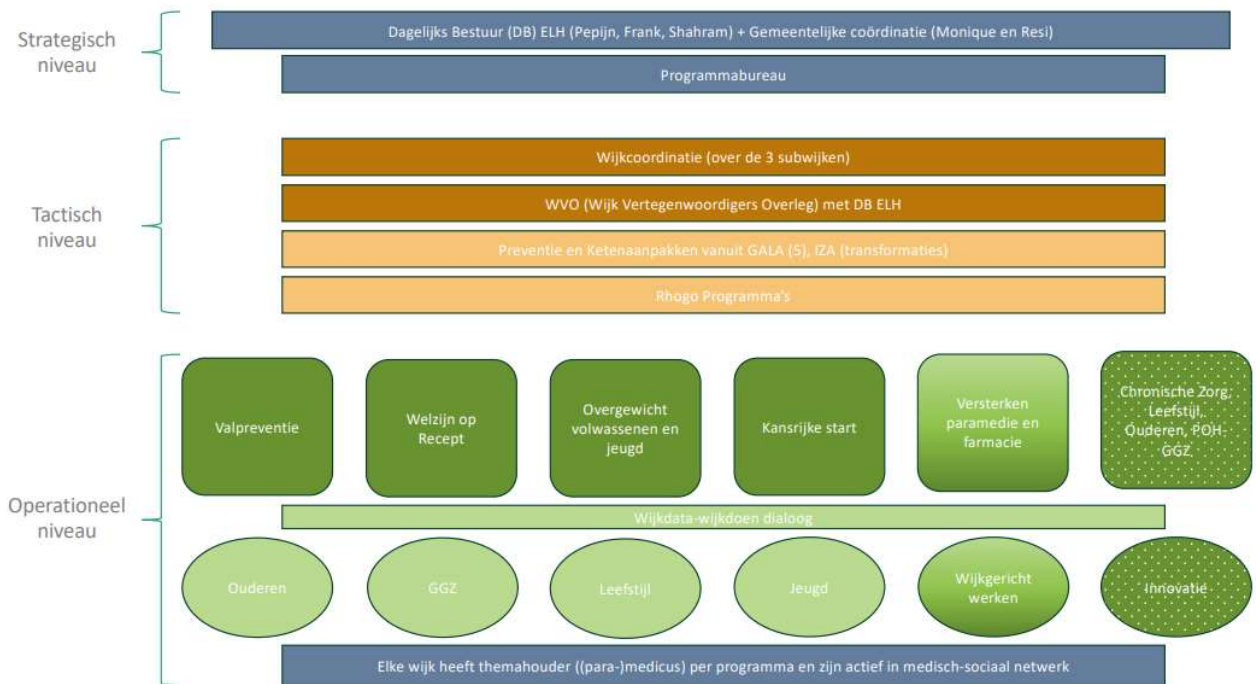 Strategisch
niveau
Dagelijks Bestuur (DB) ELH (Pepijn, Frank, Shahram) + Gemeentelijke coördinatie (Monique en Resi)
Programmabureau
Tactisch
niveau
Wijkcoordinatie (over de 3 subwijken)
WVO (Wijk Vertegenwoordigers Overleg) met DB ELH
Preventie en Ketenaanpakken vanuit GALA (5), IZA (transformaties)
Rhogo Programma's
Operationeel
niveau
Valpreventie
Welzijn op
Recept
Overgewicht
volwassenen en
jeugd
Kansrijke start
Versterken
paramedie en
farmacie
Chronische Zorg,
Leefstijl,
Ouderen, POH-
GGZ
Wijkdata-wijkdoen dialoog
Ouderen
GGZ
Leefstijl
Jeugd
Wijkgericht
werken
Innovatie
Elke wijk heeft themahouder ((para-)medicus) per programma en zijn actief in medisch-sociaal netwerk